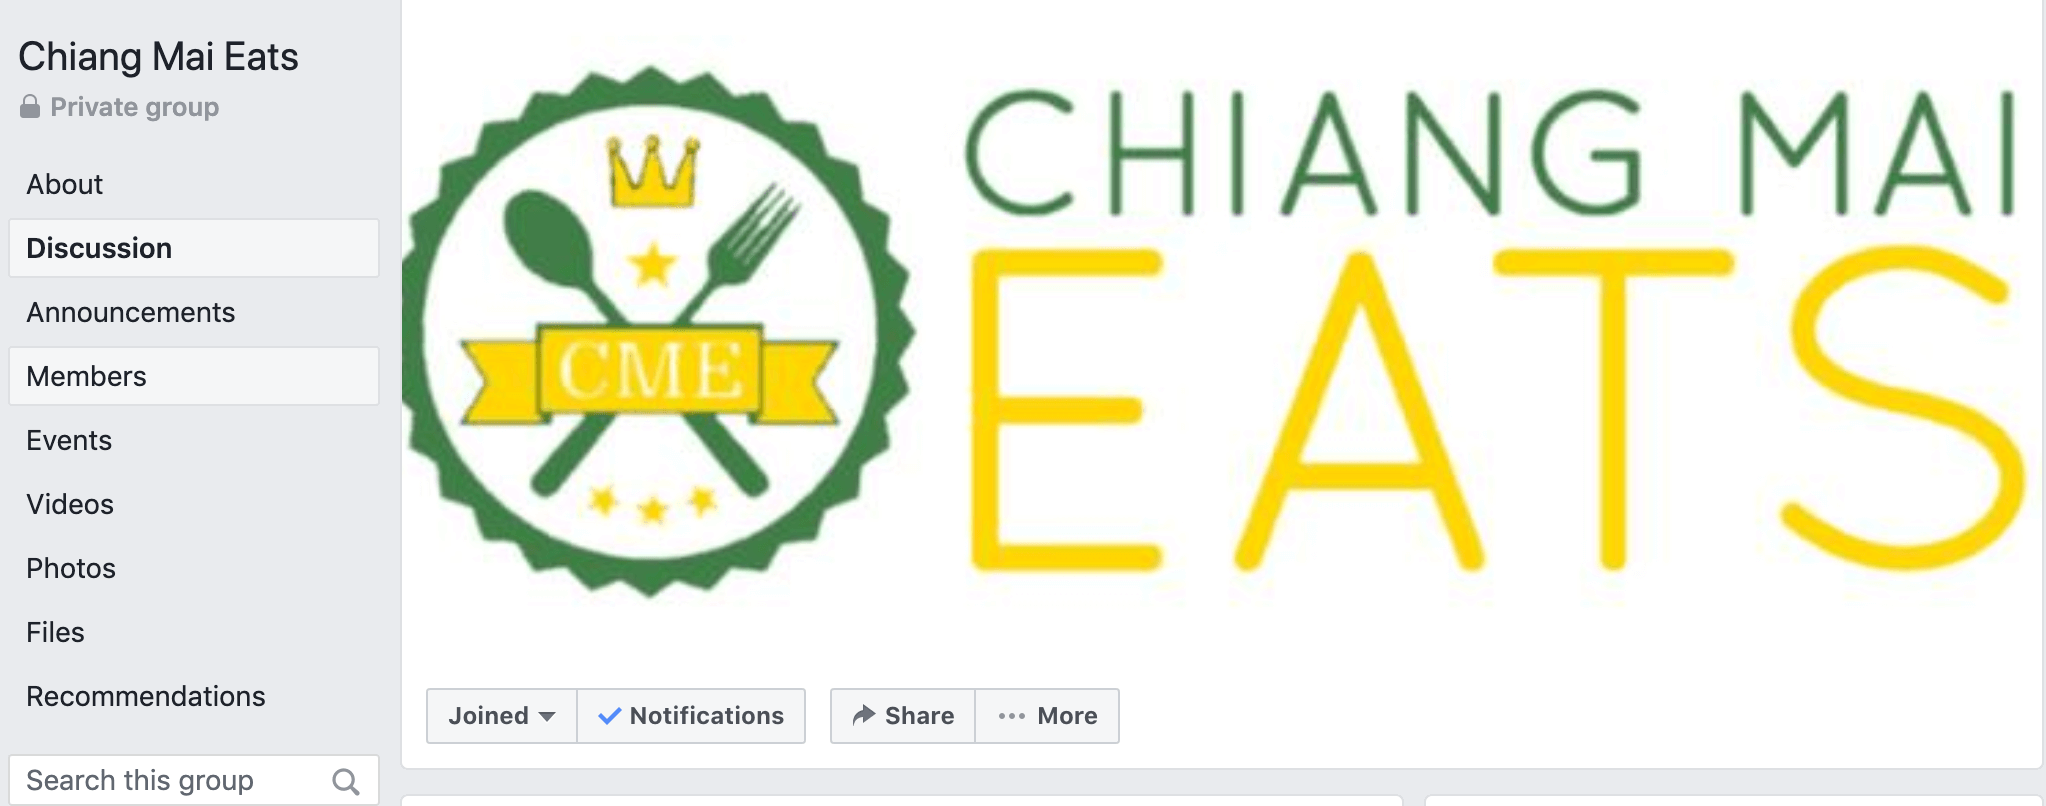 Chiang Mai Eats
Private group
About
Discussion
Announcements
Members
Events
Videos
Photos
Files
Recommendations
Search this group
CME
CHIANG MAI
EATS
Joined
Notifications
Share
More